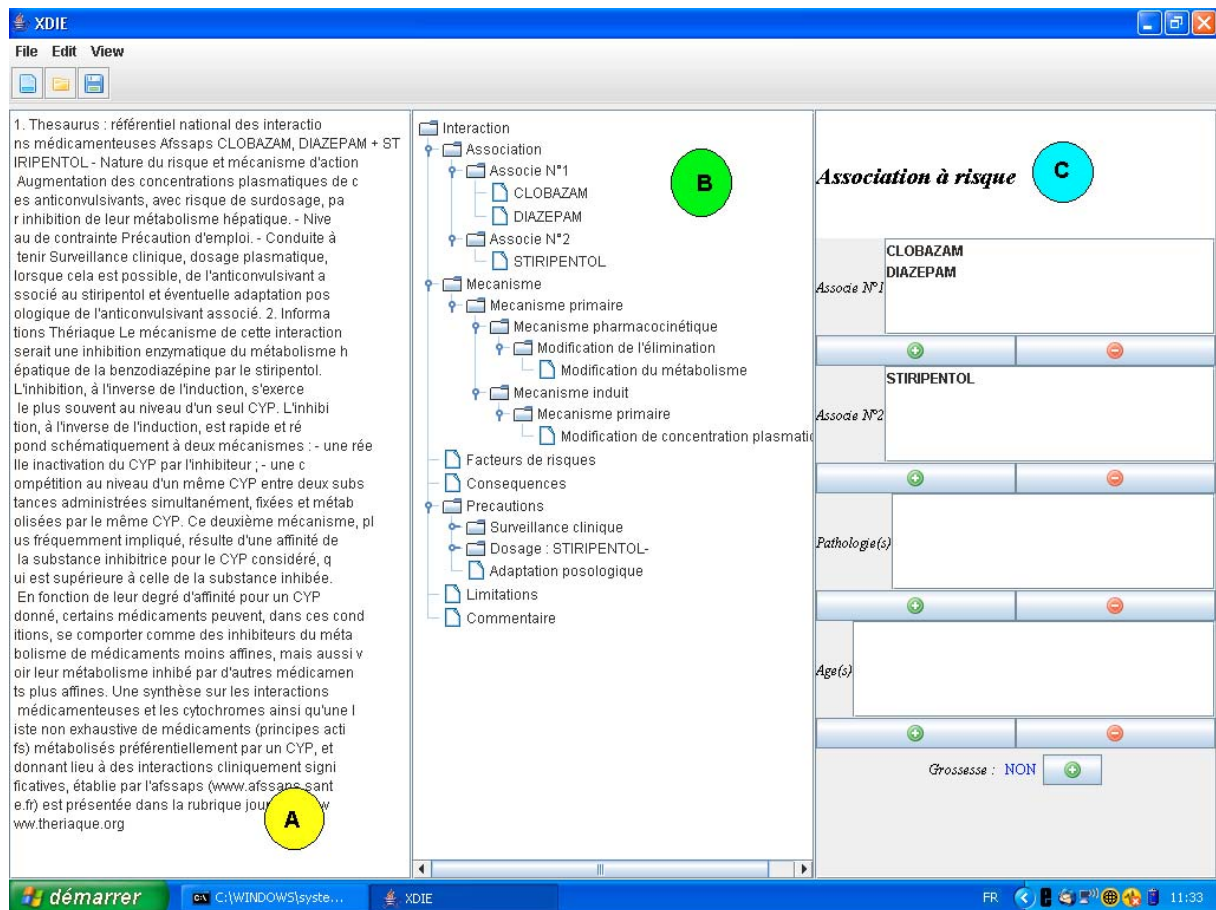 XDIE
File Edit View
1. Thesaurus : référentiel national des interactio
ns médicamenteuses Afssaps CLOBAZAM, DIAZEPAM + ST
IRIPENTOL - Nature du risque et mécanisme d'action
Augmentation des concentrations plasmatiques de c
es anticonvulsivants, avec risque de surdosage, pa
r inhibition de leur métabolisme hépatique. - Nive
au de contrainte Précaution d'emploi. - Conduite à
tenir Surveillance clinique, dosage plasmatique,
lorsque cela est possible, de l'anticonvulsivant a
ssocié au stiripentol et éventuelle adaptation pos
ologique de l'anticonvulsivant associé. 2. Informa
tions Thériaque Le mécanisme de cette interaction
serait une inhibition enzymatique du métabolisme h
épatique de la benzodiazépine par le stiripentol.
L'inhibition, à l'inverse de l'induction, s'exerce
le plus souvent au niveau d'un seul CYP. L'inhibi
tion, à l'inverse de l'induction, est rapide et ré
pond schématiquement à deux mécanismes : - une rée
lle inactivation du CYP par l'inhibiteur ; - une c
ompétition au niveau d'un même CYP entre deux subs
tances administrées simultanément, fixées et métab
olisées par le même CYP. Ce deuxième mécanisme, pl
us fréquemment impliqué, résulte d'une affinité de
la substance inhibitrice pour le CYP considéré, q
ui est supérieure à celle de la substance inhibée.
En fonction de leur degré d'affinité pour un CYP
donné, certains médicaments peuvent, dans ces cond
itions, se comporter comme des inhibiteurs du méta
bolisme de médicaments moins affines, mais aussi v
oir leur métabolisme inhibé par d'autres médicamen
ts plus affines. Une synthèse sur les interactions
médicamenteuses et les cytochromes ainsi qu'une l
iste non exhaustive de médicaments (principes acti
fs) métabolisés préférentiellement par un CYP, et
donnant lieu à des interactions cliniquement signi
ficatives, établie par l'afssaps (www.afssaps.sant
e.fr) est présentée dans la rubrique jou w
ww.theriaque.org
A
Interaction
Association
Associe N°1
CLOBAZAM
DIAZEPAM
Associe N°2
STIRIPENTOL
Mecanisme
Mecanisme primaire
Mecanisme pharmacocinétique
Modification de l'élimination
Modification du métabolisme
Mecanisme induit
Mecanisme primaire
Modification de concentration plasmatic
Facteurs de risques
Consequences
Precautions
Surveillance clinique
Dosage : STIRIPENTOL-
Adaptation posologique
Limitations
Commentaire
B
Association à risque
C
Associe N°1
CLOBAZAM
DIAZEPAM
Associe N°2
STIRIPENTOL
Pathologie(s)
Age(s)
Grossesse : NON
démarrer
C:\WINDOWS\syste...
XDIE
FR
11:33